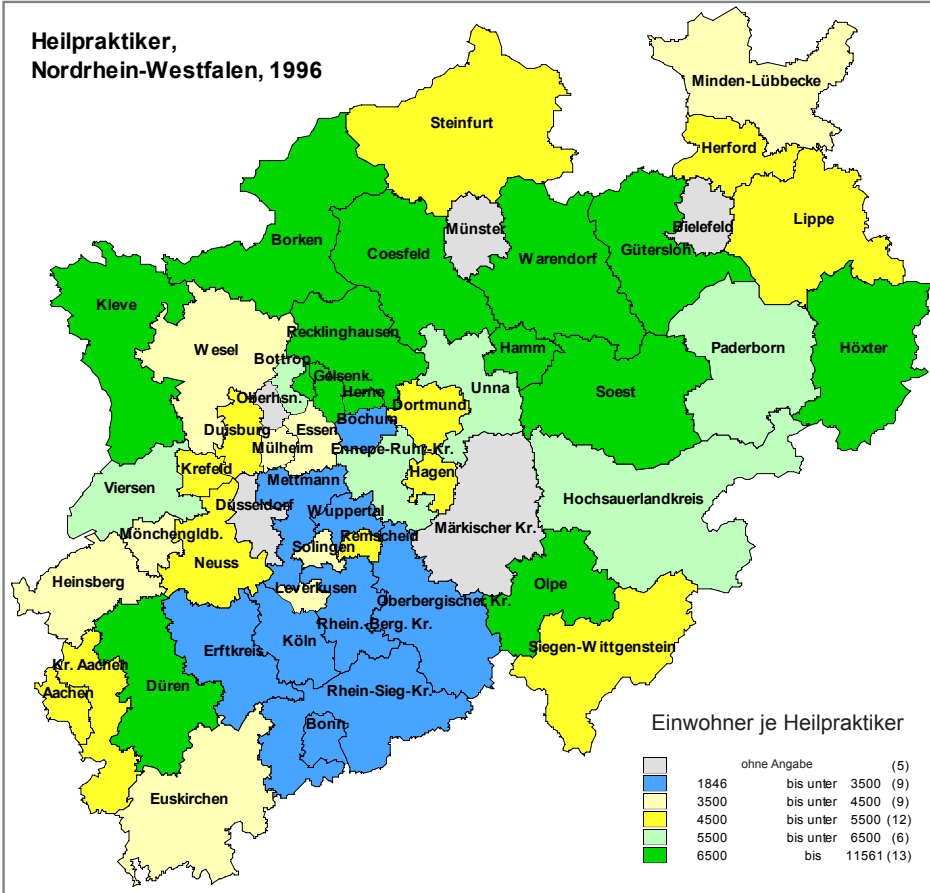 Heilpraktiker,
Nordrhein-Westfalen, 1996
Minden-Lübbecke
Steinfurt
Herford
Lippe
Münster
Bielefeld
Borken
Coesfeld
Warendorf
Gütersloh
Kleve
Recklinghausen
Wesel
Hamm
Paderborn
Höxter
Bottrop
Gelsenk.
Unna
Soest
Oberhsn.
Herne
Dortmund
Duisburg
Essen
Bochum
Mülheim
Ennepe-Ruhr-Kr.
Krefeld
Hagen
Viersen
Mettmann
Hochsauerlandkreis
Düsseldorf
Wuppertal
Mönchengldb.
Remscheid
Märkischer Kr.
Solingen
Neuss
Heinsberg
Leverkusen
Olpe
Oberbergischer Kr.
Rhein.-Berg. Kr.
Erftkreis
Köln
Siegen-Wittgenstein
Kr. Aachen
Düren
Aachen
Rhein-Sieg-Kr.
Bonn
Euskirchen
Einwohner je Heilpraktiker
ohne Angabe (5)
1846 bis unter 3500 (9)
3500 bis unter 4500 (9)
4500 bis unter 5500 (12)
5500 bis unter 6500 (6)
6500 bis 11561 (13)